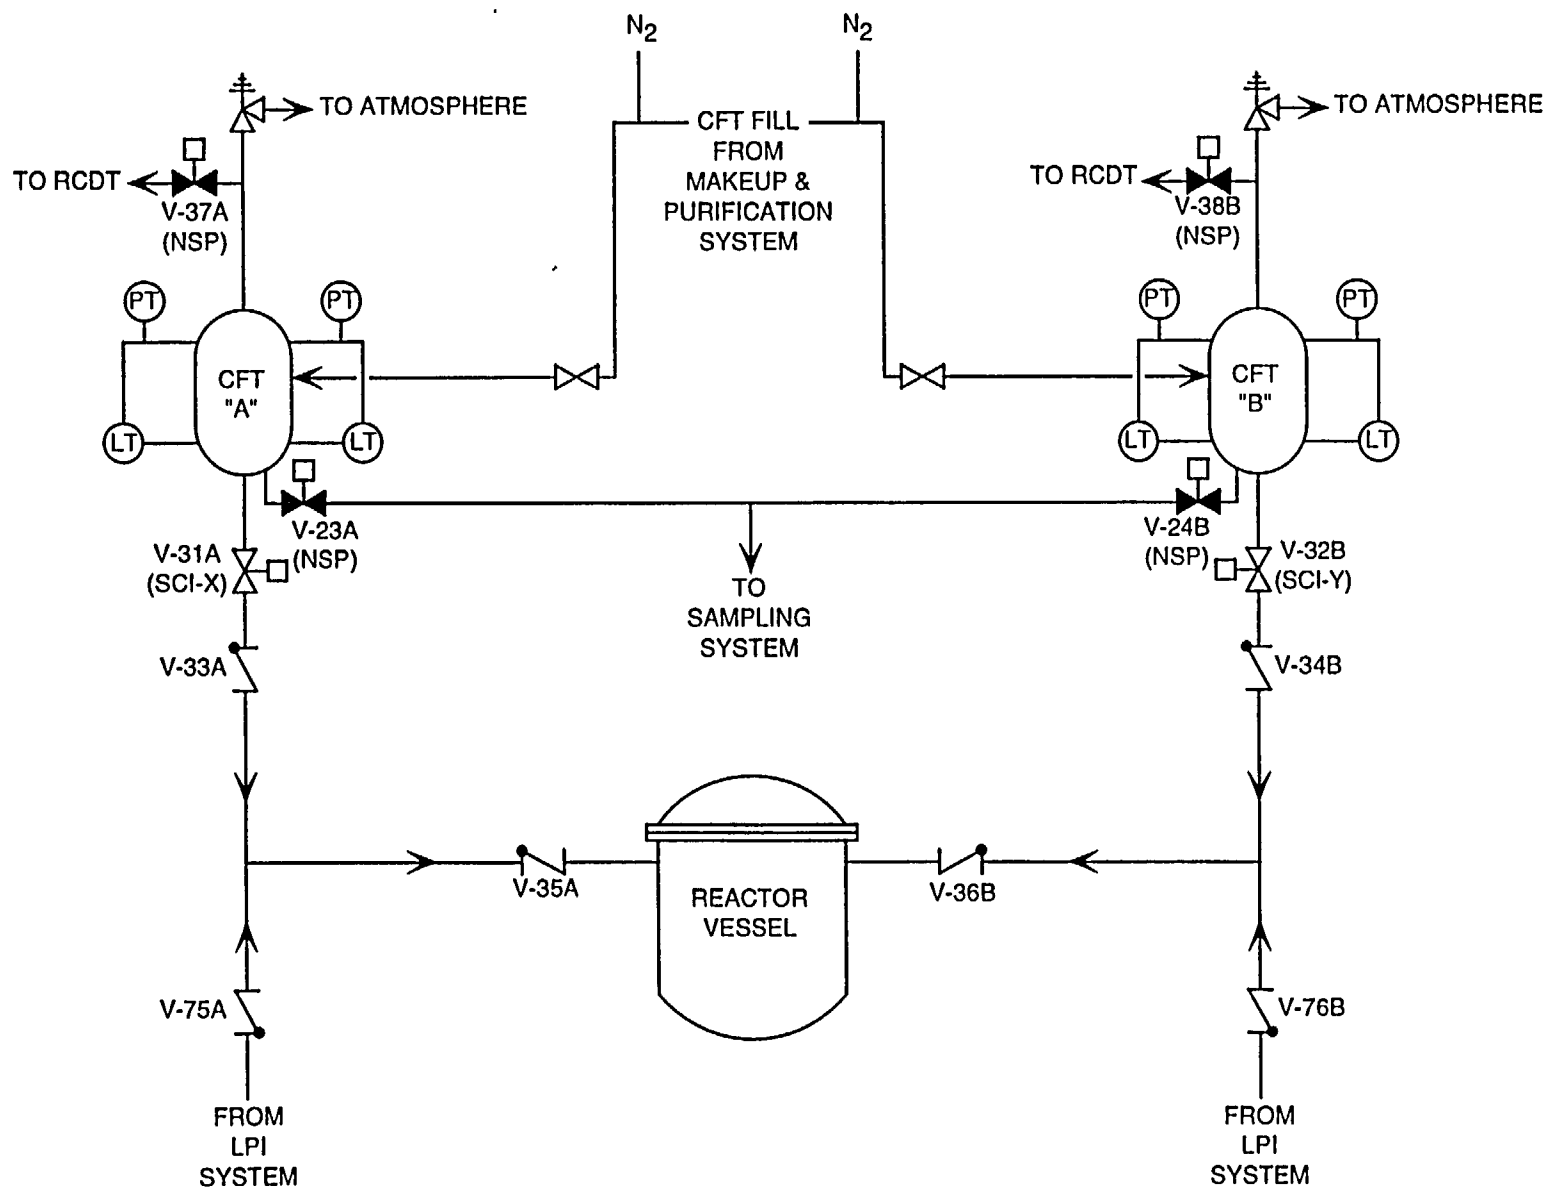 N2
N2
TO ATMOSPHERE
CFT FILL
FROM
MAKEUP &
PURIFICATION
SYSTEM
TO ATMOSPHERE
TO RCDT
V-37A
(NSP)
TO RCDT
V-38B
(NSP)
PT
PT
PT
PT
CFT
"A"
CFT
"B"
LT
LT
LT
LT
V-23A
(NSP)
V-24B
(NSP)
V-31A
(SCI-X)
V-32B
(SCI-Y)
TO
SAMPLING
SYSTEM
V-33A
V-34B
V-35A
V-36B
REACTOR
VESSEL
V-75A
V-76B
FROM
LPI
SYSTEM
FROM
LPI
SYSTEM